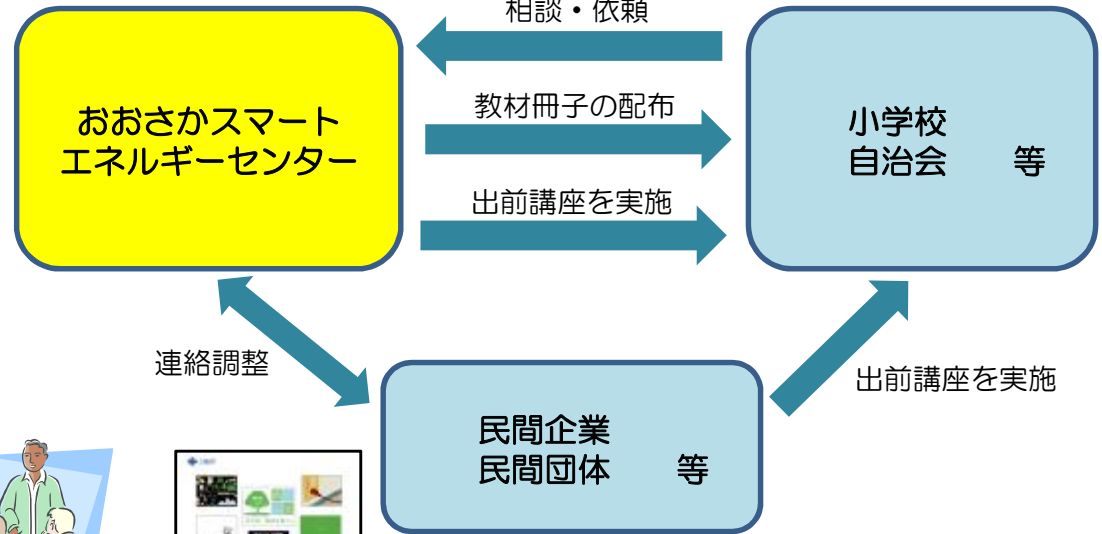 相談・依頼
おおさかスマート
エネルギーセンター
教材冊子の配布
出前講座を実施
小学校
自治会　等
連絡調整
出前講座を実施
民間企業
民間団体　等